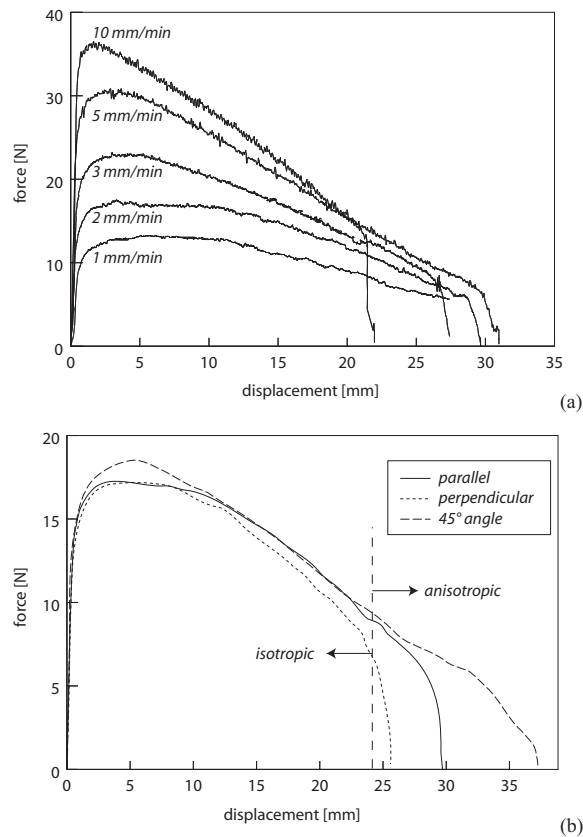 40
30
20
10
0
force [N]
10 mm/min
5 mm/min
3 mm/min
2 mm/min
1 mm/min
0 5 10 15 20 25 30 35
displacement [mm]
(a)
20
15
10
5
0
force [N]
parallel
perpendicular
45° angle
anisotropic
isotropic
0 5 10 15 20 25 30 35
displacement [mm]
(b)